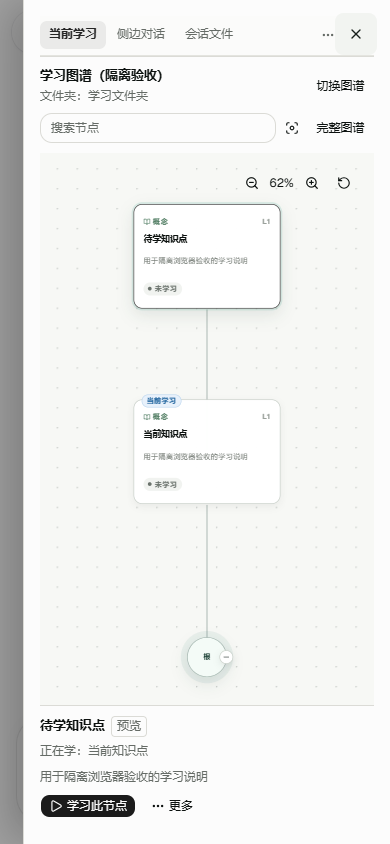 当前学习 侧边对话 会话文件 ...
学习图谱（隔离验收）
文件夹：学习文件夹
切换图谱
搜索节点
完整图谱
62%
概念 L1
待学知识点
用于隔离浏览器验收的学习说明
未学习
当前学习
概念 L1
当前知识点
用于隔离浏览器验收的学习说明
未学习
根
待学知识点 预览
正在学：当前知识点
用于隔离浏览器验收的学习说明
学习此节点 ... 更多